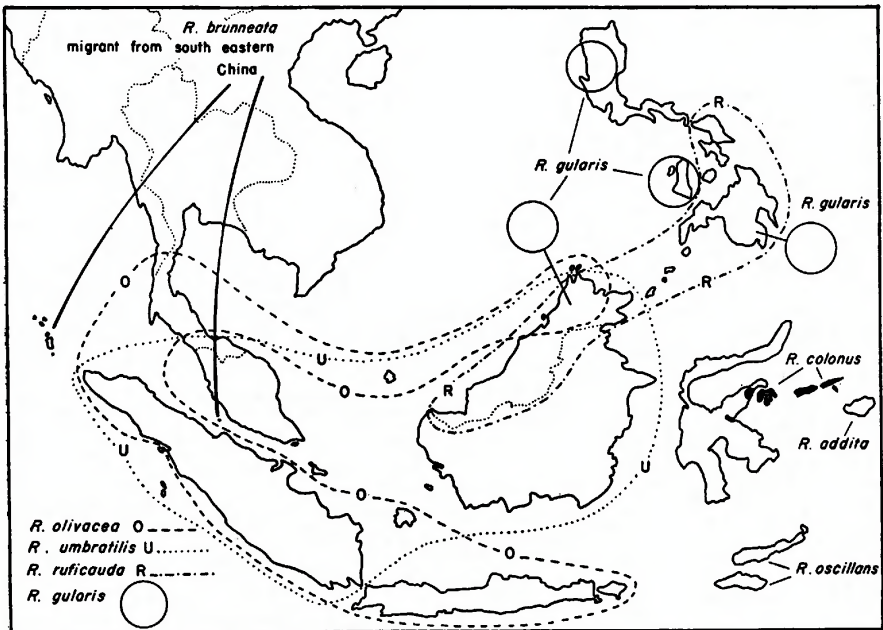 R. brunneata
migrant from south eastern
China
R
R. gularis
R. gularis
O
R
U
O
R
R. colonus
R. addita
U
U
O
O
R. olivacea O
R. umbratilis U
R. ruficauda R
R. gularis
R. oscillans